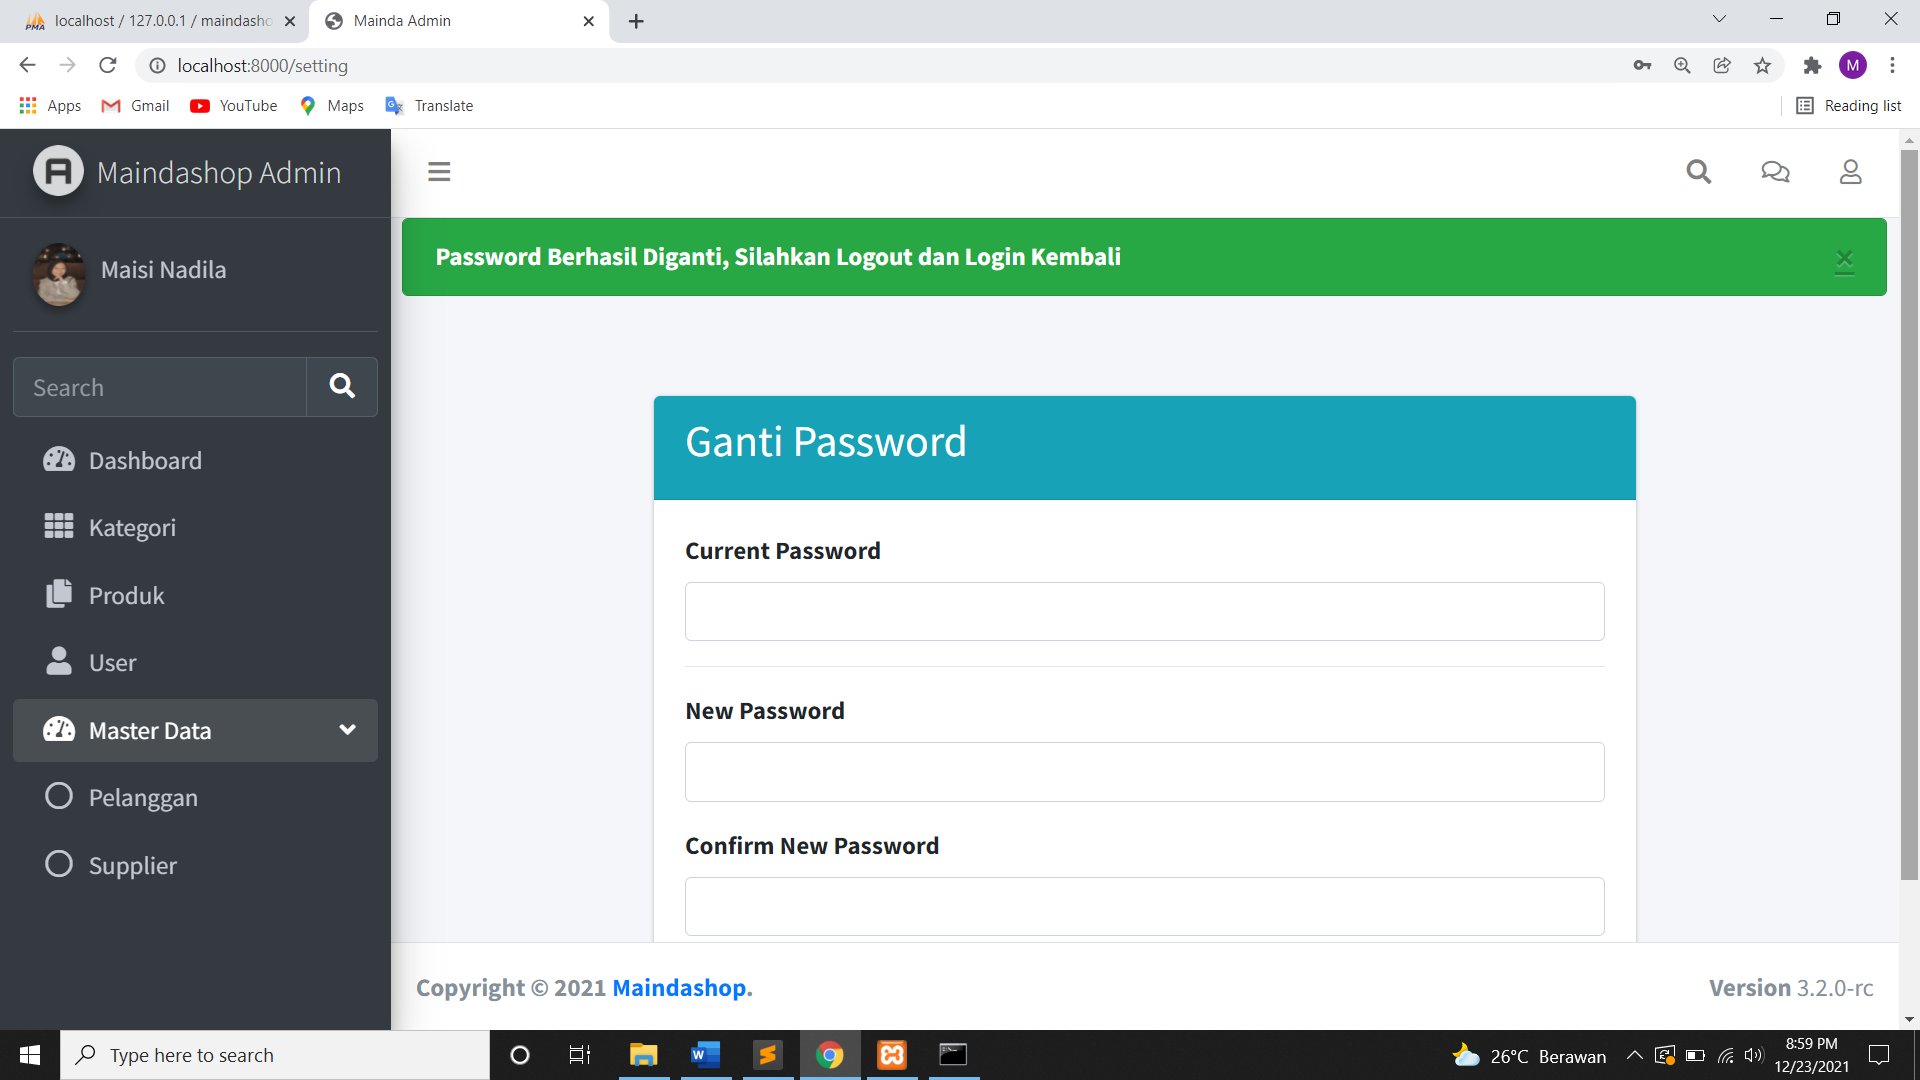 localhost / 127.0.0.1 / maindasho
Mainda Admin
localhost:8000/setting
M
Apps
Gmail
YouTube
Maps
Translate
Reading list
Maindashop Admin
Password Berhasil Diganti, Silahkan Logout dan Login Kembali
×
Maisi Nadila
Search
Dashboard
Kategori
Produk
User
Master Data
Pelanggan
Supplier
Ganti Password
Current Password
New Password
Confirm New Password
Copyright © 2021 Maindashop.
Version 3.2.0-rc
Type here to search
26°C Berawan
8:59 PM
12/23/2021